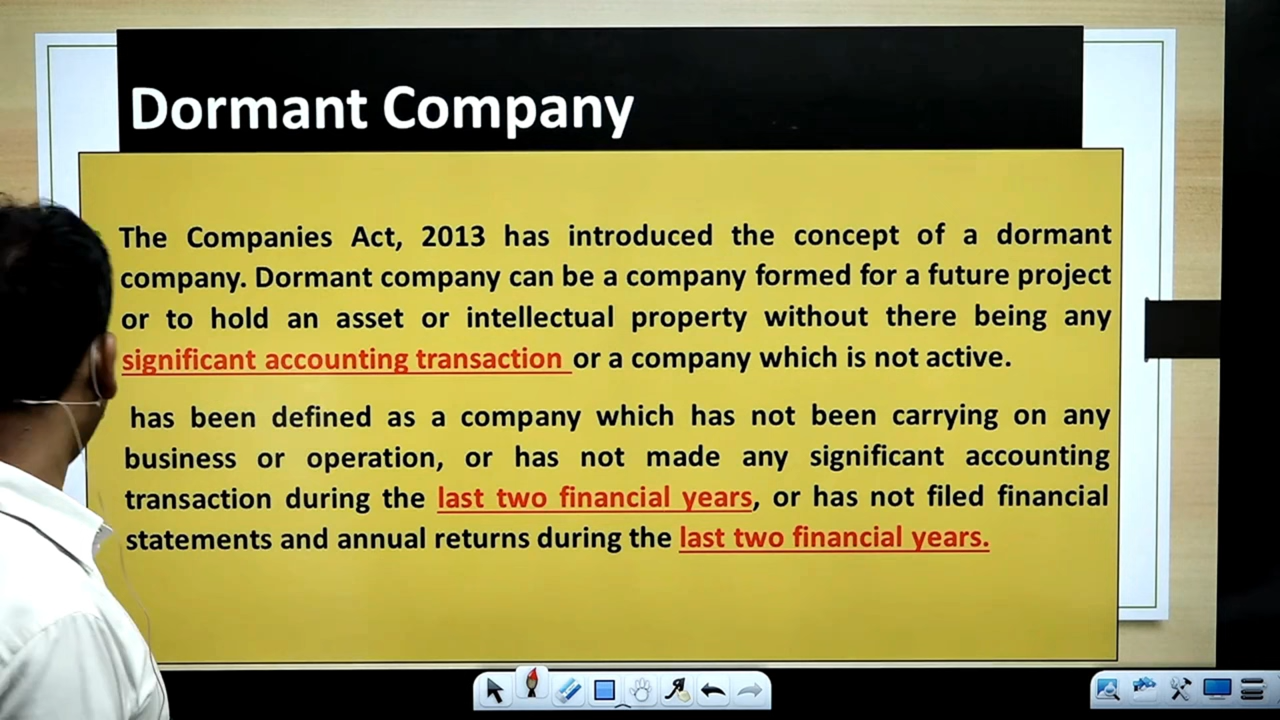 Dormant Company
The Companies Act, 2013 has introduced the concept of a dormant
company. Dormant company can be a company formed for a future project
or to hold an asset or intellectual property without there being any
significant accounting transaction or a company which is not active.
has been defined as a company which has not been carrying on any
business or operation, or has not made any significant accounting
transaction during the last two financial years, or has not filed financial
statements and annual returns during the last two financial years.